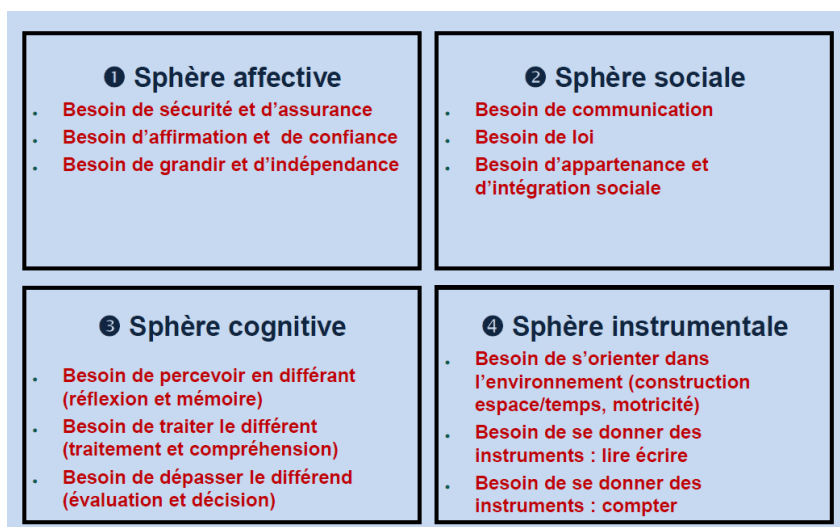 ❶ Sphère affective
. Besoin de sécurité et d'assurance
. Besoin d'affirmation et de confiance
. Besoin de grandir et d'indépendance
❷ Sphère sociale
. Besoin de communication
. Besoin de loi
. Besoin d'appartenance et
d'intégration sociale
❸ Sphère cognitive
. Besoin de percevoir en différant
(réflexion et mémoire)
. Besoin de traiter le différent
(traitement et compréhension)
. Besoin de dépasser le différend
(évaluation et décision)
❹ Sphère instrumentale
. Besoin de s'orienter dans
l'environnement (construction
espace/temps, motricité)
. Besoin de se donner des
instruments : lire écrire
. Besoin de se donner des
instruments : compter